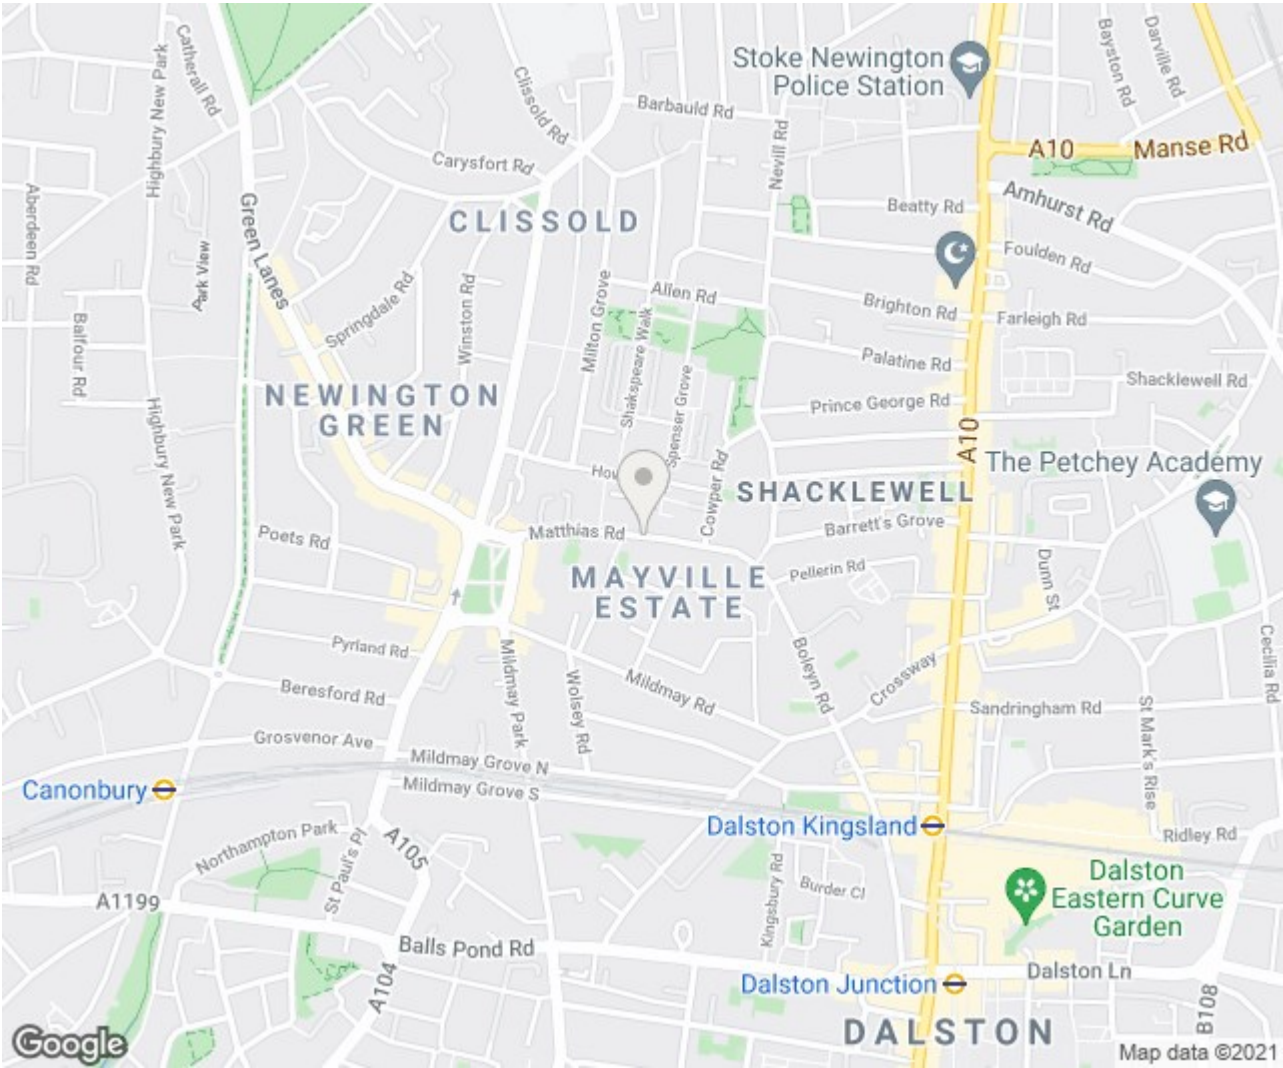 Catherall Rd
Highbury New Park
Clissold Rd
Stoke Newington
Police Station
Bayston Rd
Darville Rd
Barbauld Rd
Nevill Rd
A10
Manse Rd
Carysfort Rd
Aberdeen Rd
Green Lanes
CLISSOLD
Beatty Rd
Amhurst Rd
Park View
Foulden Rd
Springdale Rd
Winston Rd
Milton Grove
Allen Rd
Brighton Rd
Farleigh Rd
Balfour Rd
Shakspeare Walk
Palatine Rd
Spenser Grove
Shacklewell Rd
NEWINGTON
GREEN
Prince George Rd
Highbury New Park
A10
The Petchey Academy
Cowper Rd
SHACKLEWELL
Poets Rd
Matthias Rd
Barrett's Grove
MAYVILLE
ESTATE
Pellerin Rd
Dunn St
Pyrland Rd
Mildmay Park
Wolsey Rd
Mildmay Rd
Boleyn Rd
Crossway
Cecilia Rd
Beresford Rd
Sandringham Rd
St Mark's Rise
Grosvenor Ave
Mildmay Grove N
Mildmay Grove S
Canonbury
Dalston Kingsland
Ridley Rd
Northampton Park
St Paul's Pl
A105
Kingsbury Rd
Burder Cl
Dalston
Eastern Curve
Garden
A1199
Balls Pond Rd
A104
Dalston Junction
Dalston Ln
B108
DALSTON
Google
Map data ©2021